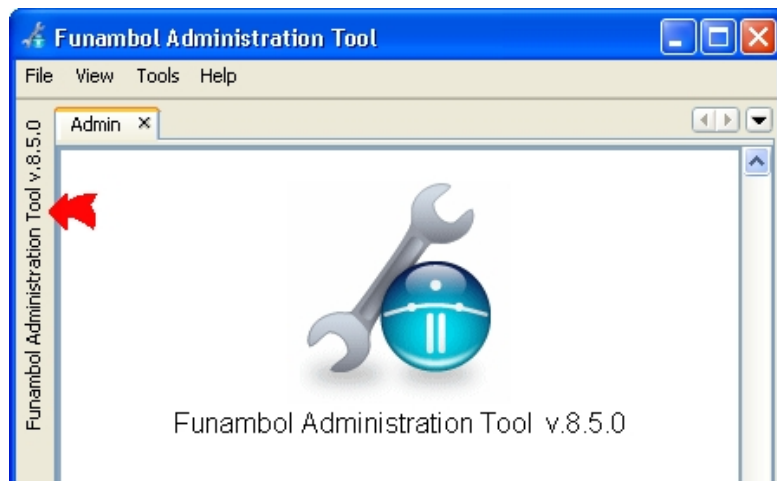 Funambol Administration Tool
File View Tools Help
Funambol Administration Tool v.8.5.0
Admin
Funambol Administration Tool v.8.5.0